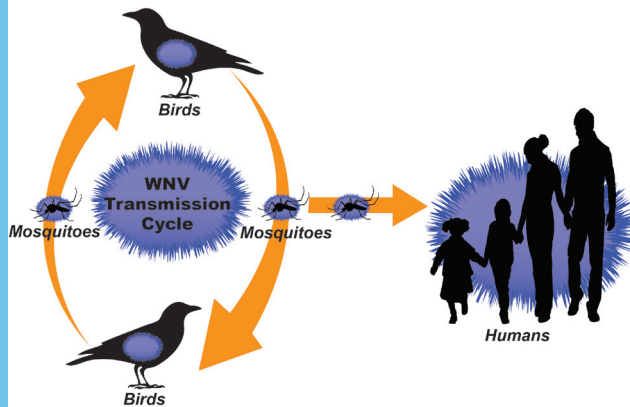 Birds
WNV
Transmission
Cycle
Mosquitoes
Mosquitoes
Birds
Humans